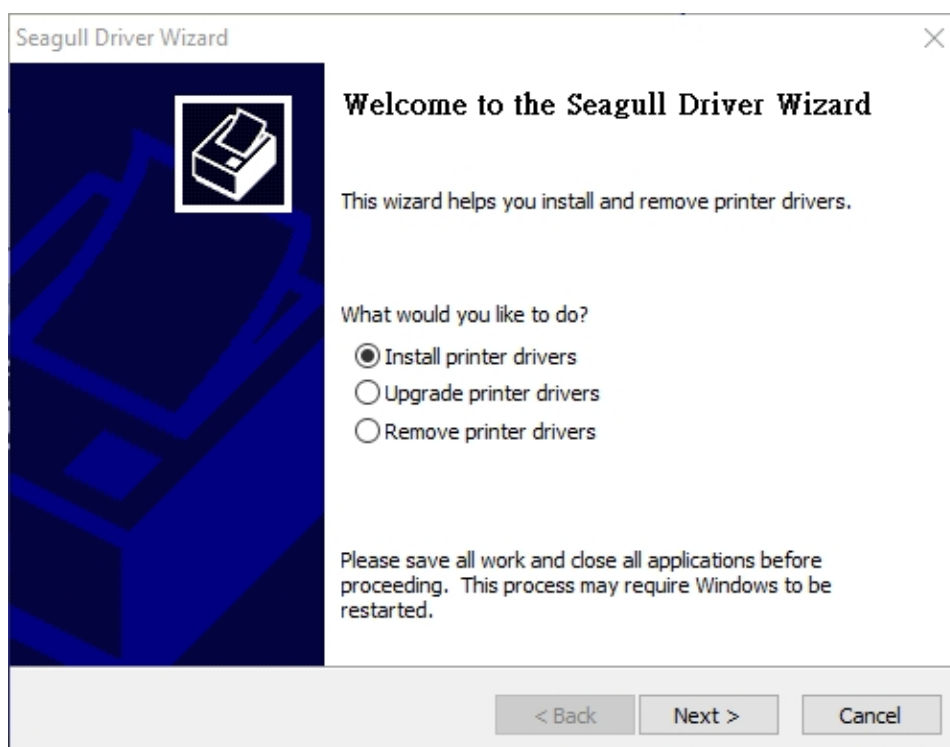 Seagull Driver Wizard
Welcome to the Seagull Driver Wizard
This wizard helps you install and remove printer drivers.
What would you like to do?
Install printer drivers
Upgrade printer drivers
Remove printer drivers
Please save all work and close all applications before
proceeding.  This process may require Windows to be
restarted.
< Back Next > Cancel